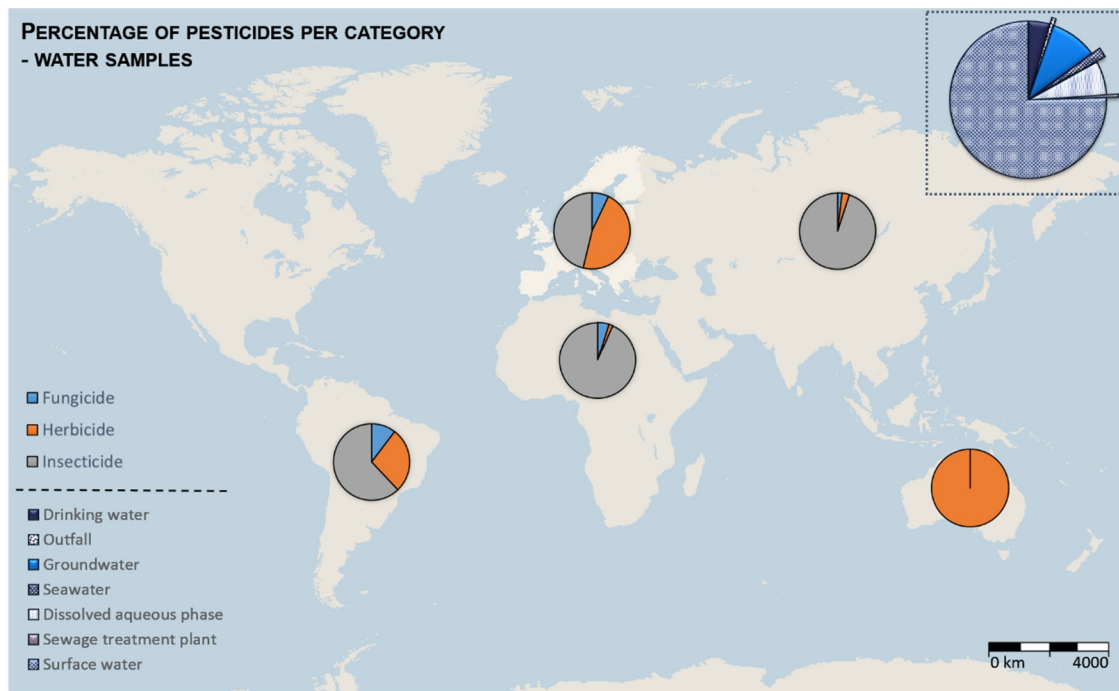 PERCENTAGE OF PESTICIDES PER CATEGORY
- WATER SAMPLES
Fungicide
Herbicide
Insecticide
Drinking water
Outfall
Groundwater
Seawater
Dissolved aqueous phase
Sewage treatment plant
Surface water
0 km 4000